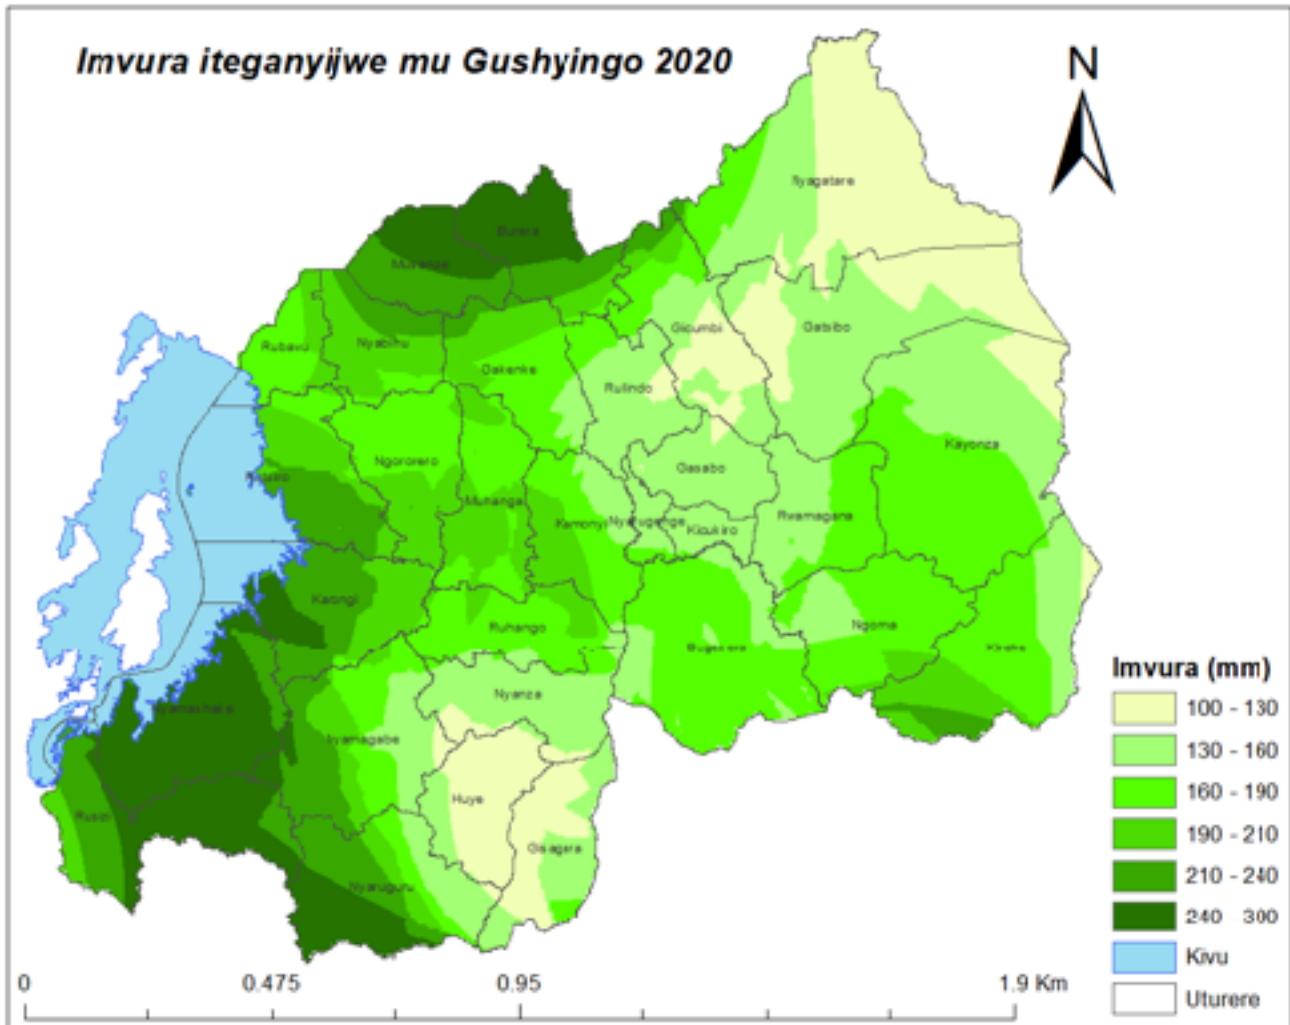 Imvura iteganyijwe mu Gushyingo 2020
N
Nyagatare
Burera
Musanze
Gicumbi
Gatsibo
Rubavu
Nyabihu
Gakenke
Rulindo
Kayonza
Ngororero
Gasabo
Rutsiro
Muhanga
Kamonyi
Nyarugenge
Kicukiro
Rwamagana
Karongi
Ruhango
Ngoma
Bugesera
Kirehe
Nyanza
Nyamasheke
Nyamagabe
Huye
Rusizi
Gisagara
Nyaruguru
Imvura (mm)
100 - 130
130 - 160
160 - 190
190 - 210
210 - 240
240 - 300
Kivu
Uturere
0 0.475 0.95 1.9 Km